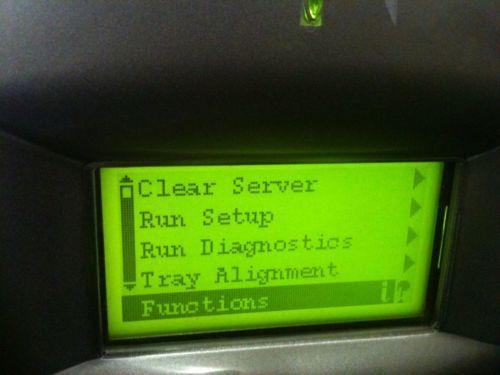 Clear Server
Run Setup
Run Diagnostics
Tray Alignment
Functions